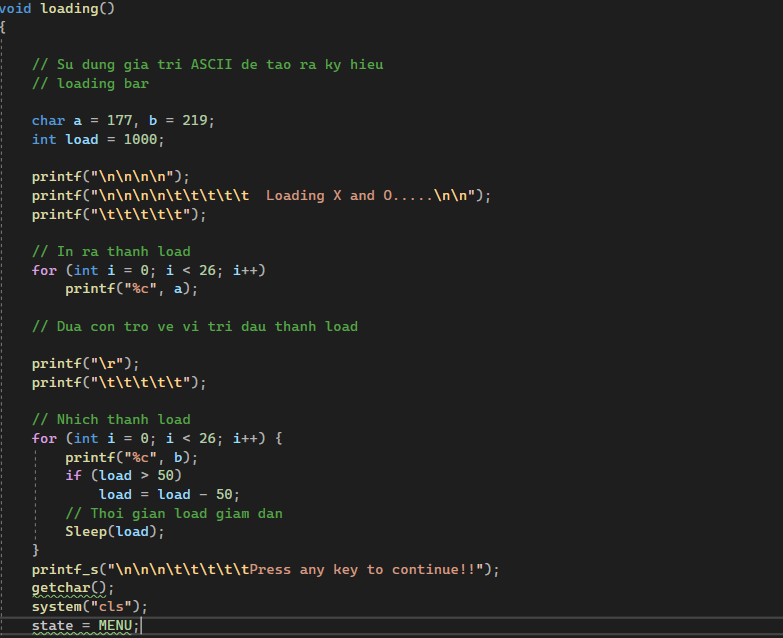 void loading()
{
// Su dung gia tri ASCII de tao ra ky hieu
// loading bar
char a = 177, b = 219;
int load = 1000;
printf("\n\n\n\n");
printf("\n\n\n\n\t\t\t\t\t  Loading X and O.....\n\n");
printf("\t\t\t\t\t");
// In ra thanh load
for (int i = 0; i < 26; i++)
printf("%c", a);
// Dua con tro ve vi tri dau thanh load
printf("\r");
printf("\t\t\t\t\t");
// Nhich thanh load
for (int i = 0; i < 26; i++) {
printf("%c", b);
if (load > 50)
load = load - 50;
// Thoi gian load giam dan
Sleep(load);
}
printf_s("\n\n\n\t\t\t\t\tPress any key to continue!!");
getchar();
system("cls");
state = MENU;